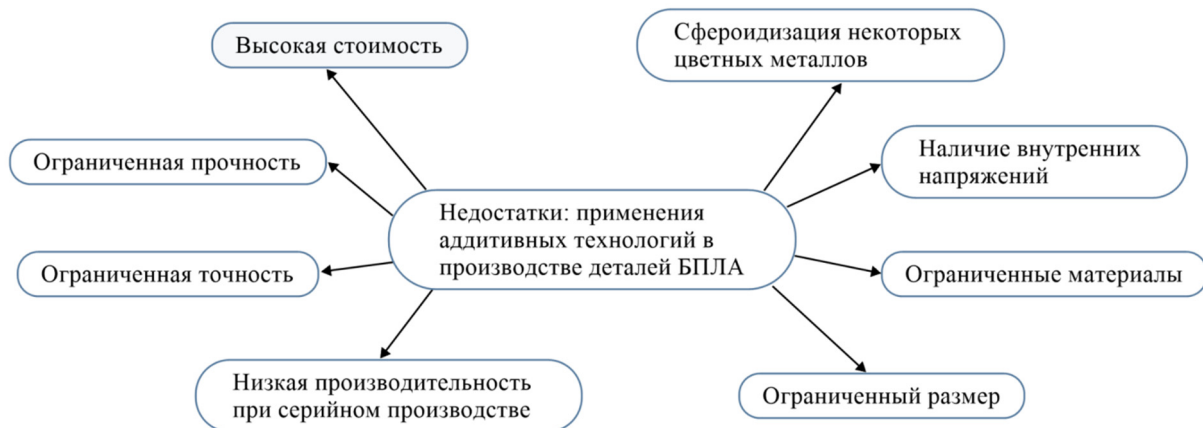 Высокая стоимость
Сфероидизация некоторых
цветных металлов
Ограниченная прочность
Наличие внутренних
напряжений
Недостатки: применения
аддитивных технологий в
производстве деталей БПЛА
Ограниченная точность
Ограниченные материалы
Низкая производительность
при серийном производстве
Ограниченный размер